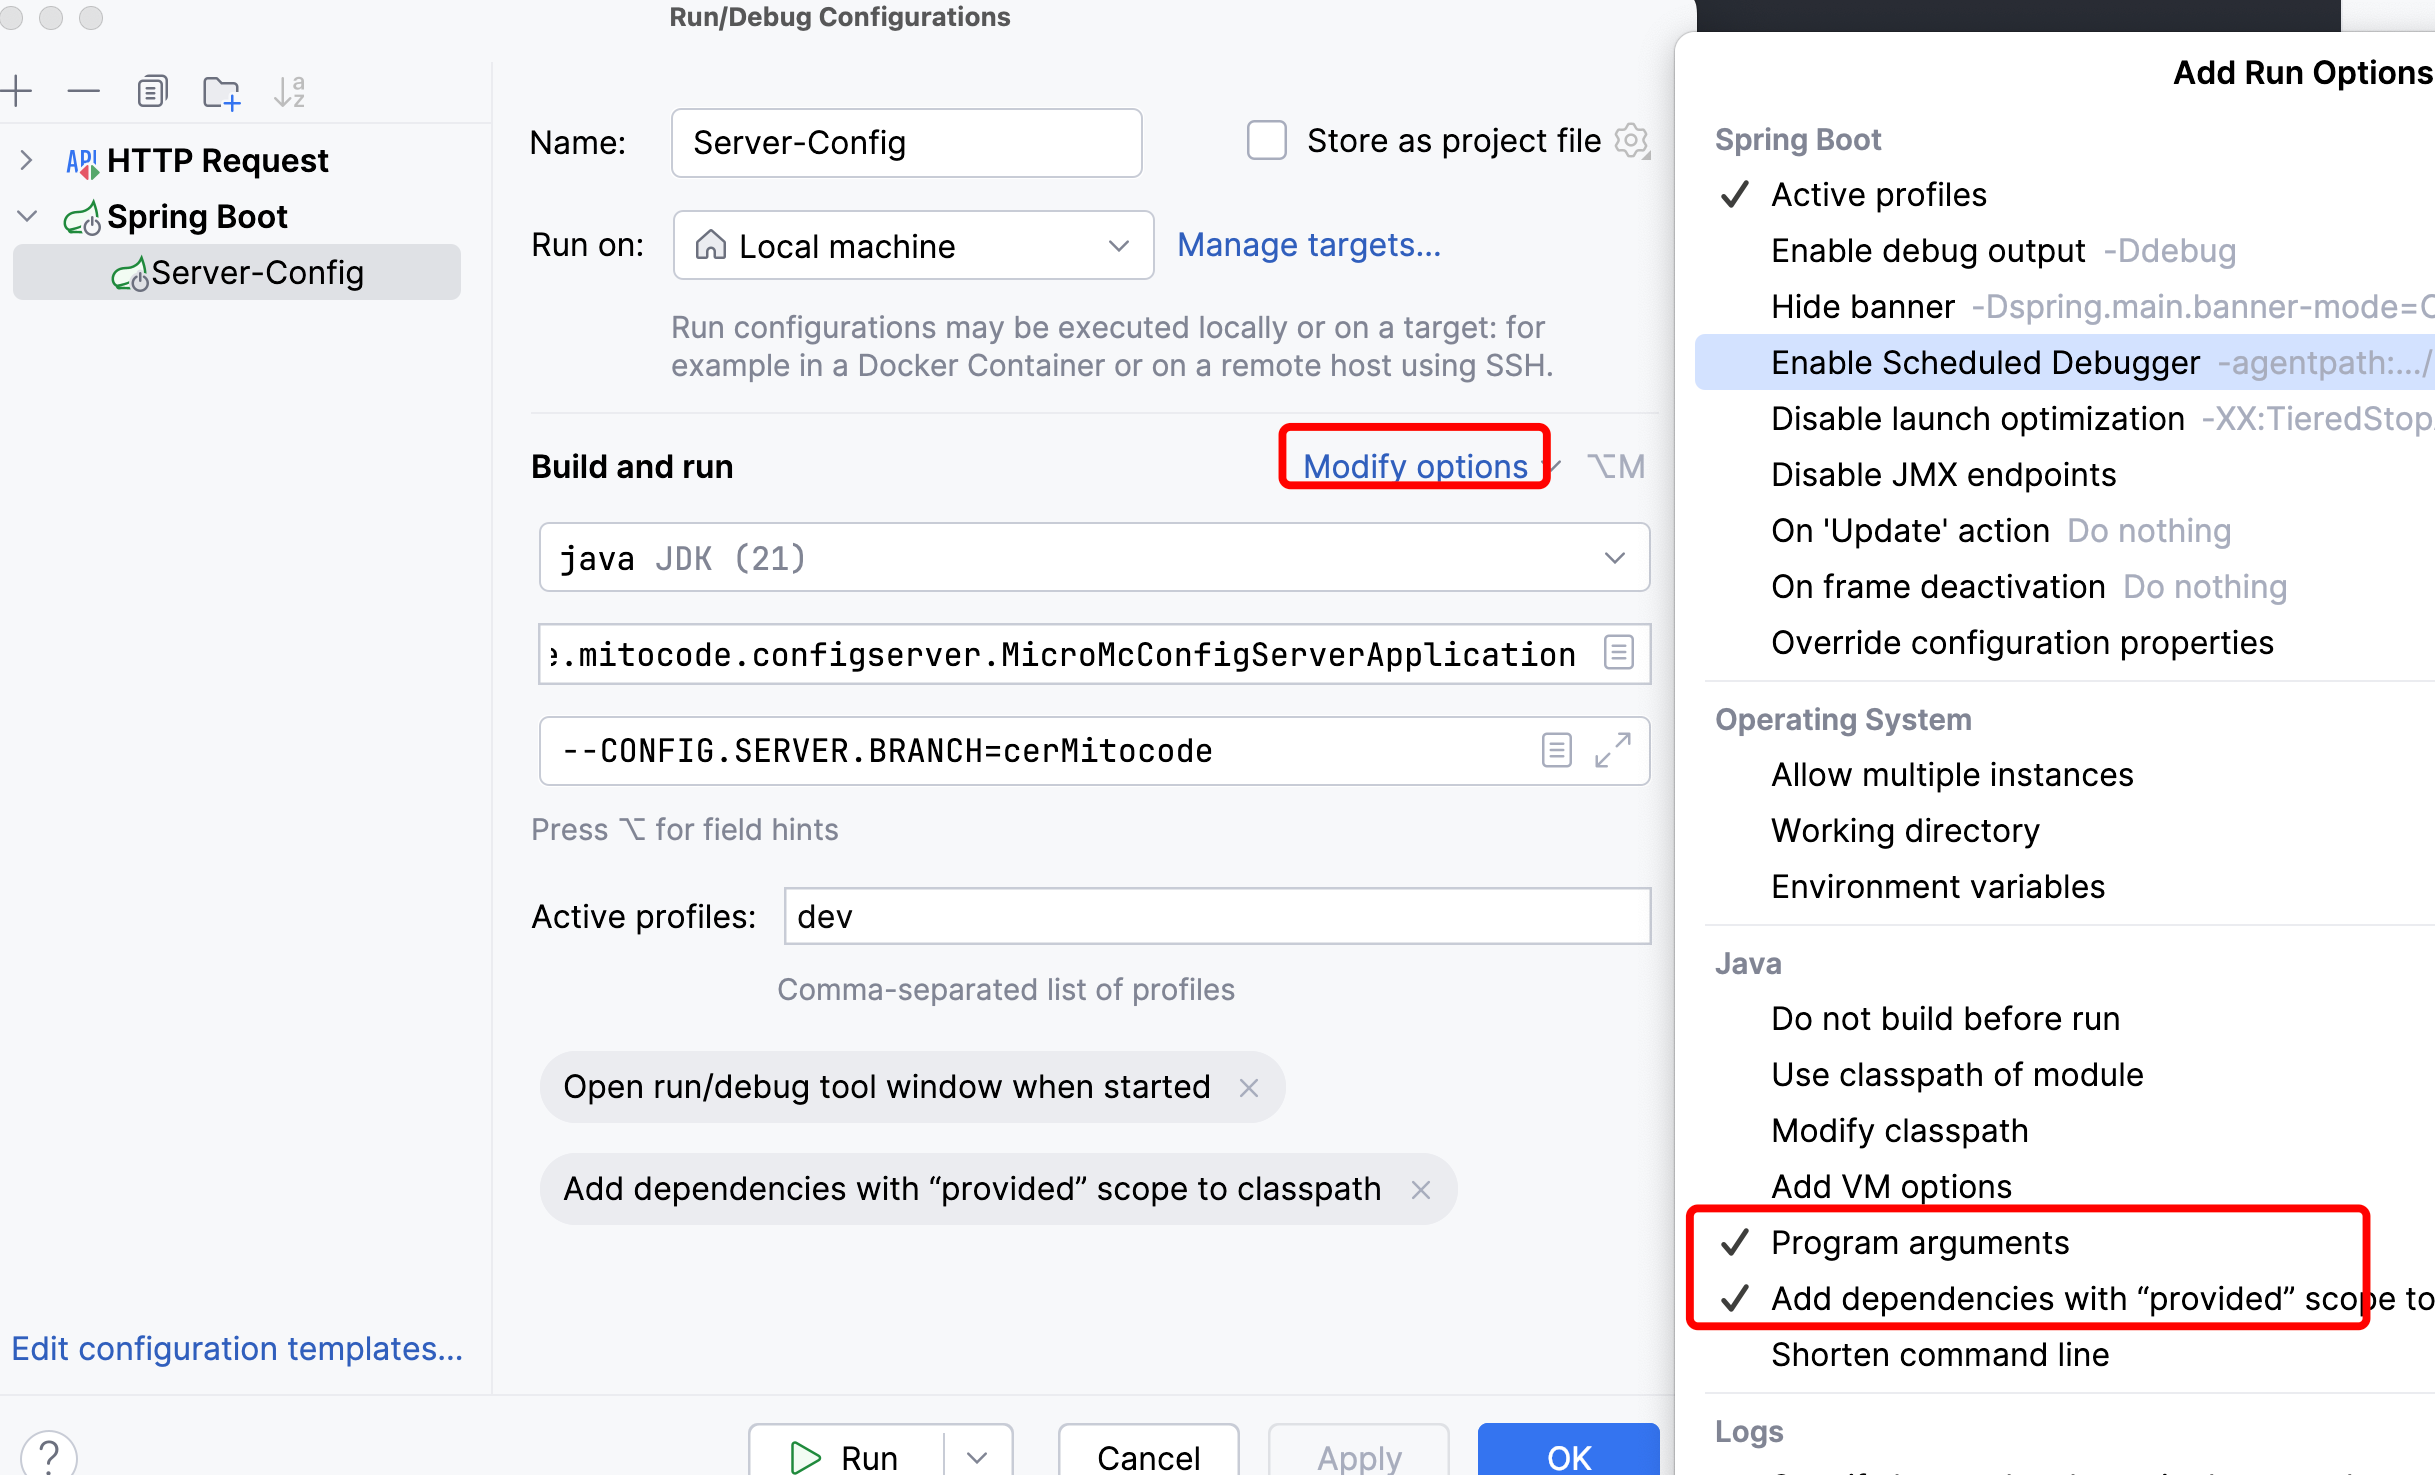 Run/Debug Configurations
HTTP Request
Spring Boot
Server-Config
Edit configuration templates...
Name: Server-Config
Store as project file
Run on: Local machine
Manage targets...
Run configurations may be executed locally or on a target: for
example in a Docker Container or on a remote host using SSH.
Build and run
Modify options ⌥M
java JDK (21)
.mitocode.configserver.MicroMcConfigServerApplication
--CONFIG.SERVER.BRANCH=cerMitocode
Press ⌥ for field hints
Active profiles: dev
Comma-separated list of profiles
Open run/debug tool window when started
Add dependencies with “provided” scope to classpath
?
Run
Cancel
Apply
OK
Add Run Options
Spring Boot
Active profiles
Enable debug output -Ddebug
Hide banner -Dspring.main.banner-mode=
Enable Scheduled Debugger -agentpath:.../
Disable launch optimization -XX:TieredStop
Disable JMX endpoints
On 'Update' action Do nothing
On frame deactivation Do nothing
Override configuration properties
Operating System
Allow multiple instances
Working directory
Environment variables
Java
Do not build before run
Use classpath of module
Modify classpath
Add VM options
Program arguments
Add dependencies with “provided” scope to
Shorten command line
Logs